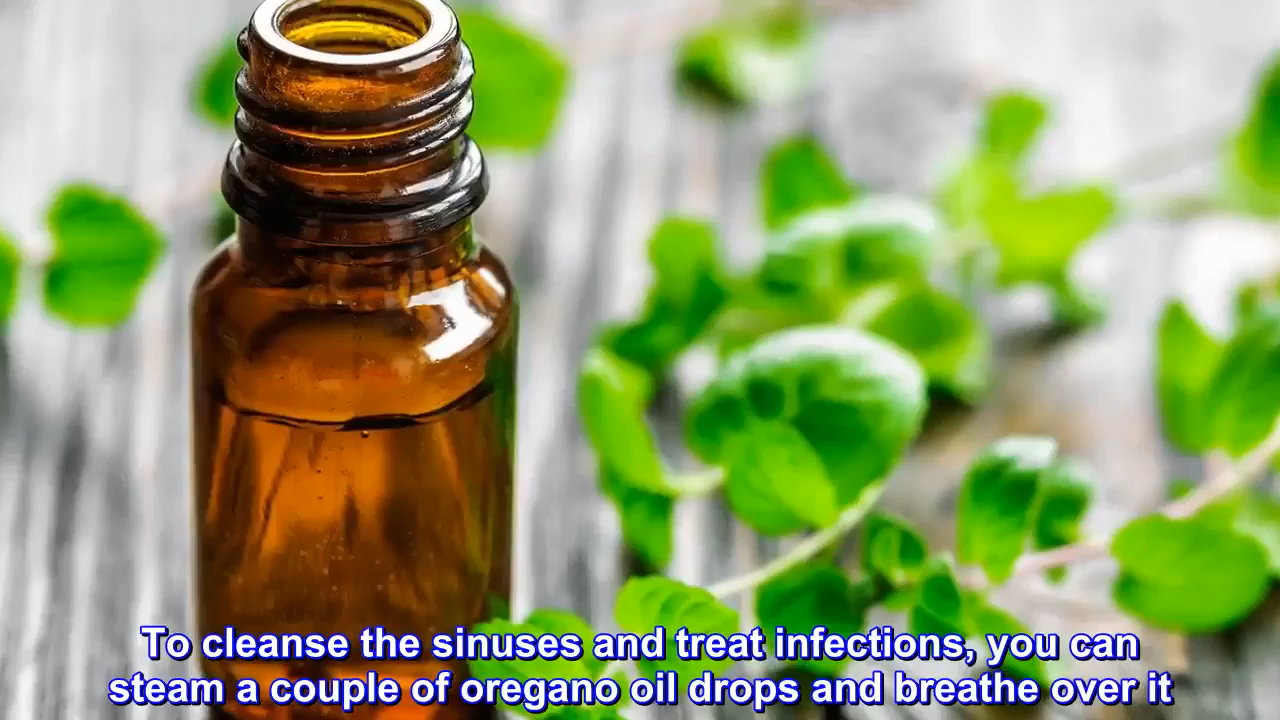 To cleanse the sinuses and treat infections, you can
steam a couple of oregano oil drops and breathe over it